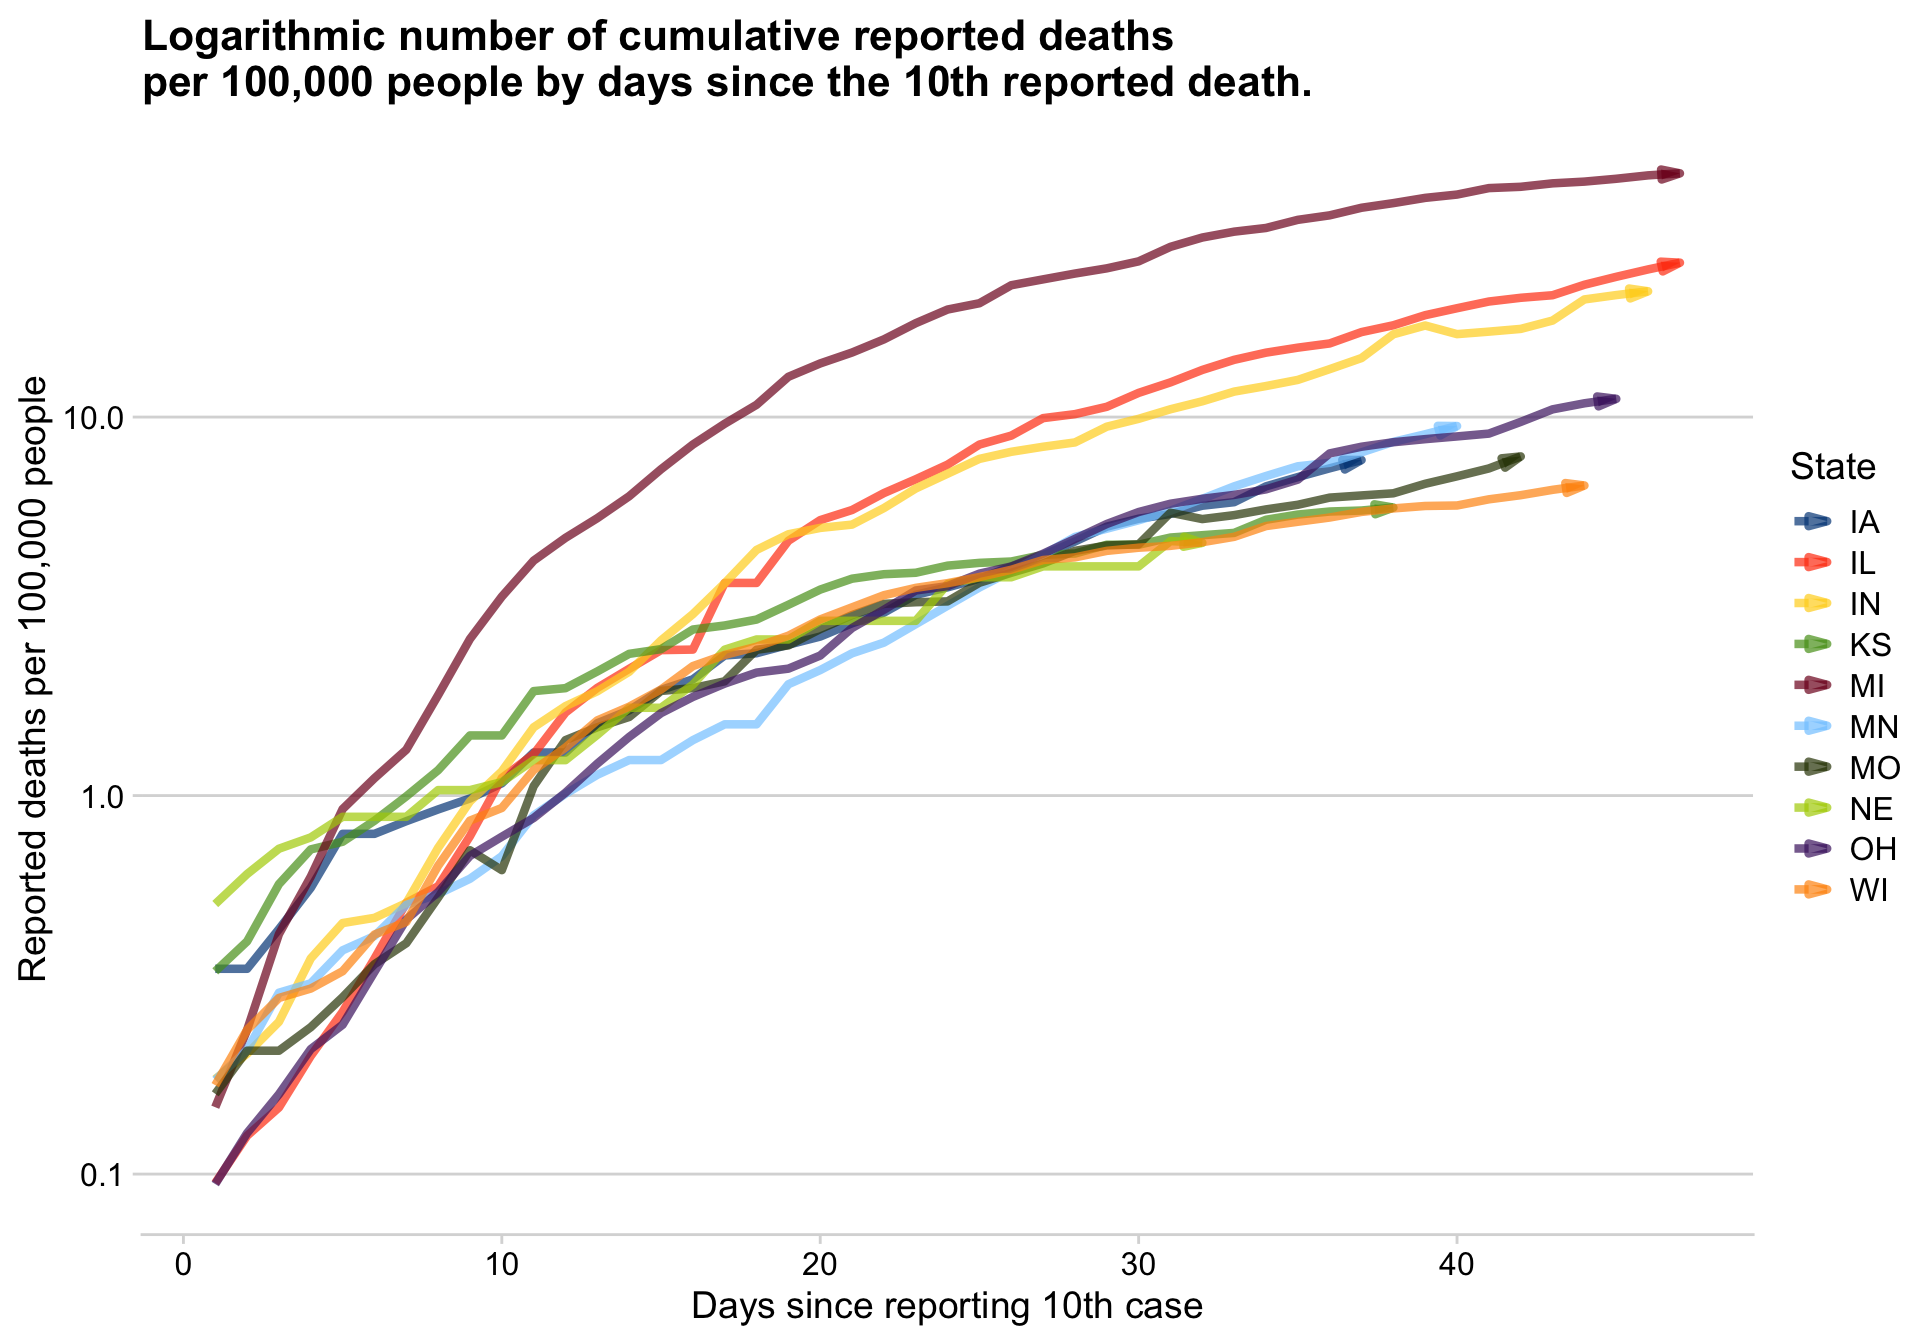 Logarithmic number of cumulative reported deaths
per 100,000 people by days since the 10th reported death.
Reported deaths per 100,000 people
10.0
1.0
0.1
0
10
20
30
40
Days since reporting 10th case
State
IA
IL
IN
KS
MI
MN
MO
NE
OH
WI